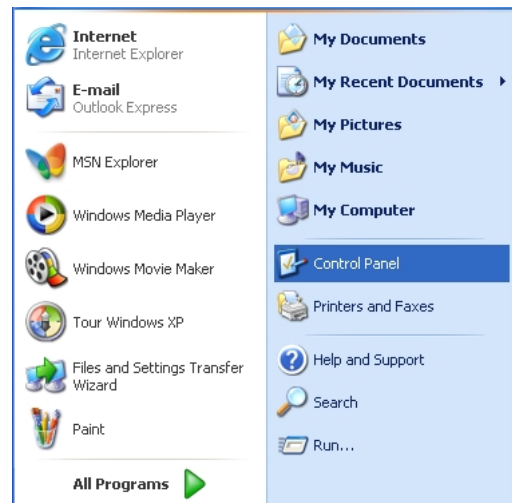 Internet
Internet Explorer
E-mail
Outlook Express
MSN Explorer
Windows Media Player
Windows Movie Maker
Tour Windows XP
Files and Settings Transfer
Wizard
Paint
All Programs
My Documents
My Recent Documents
My Pictures
My Music
My Computer
Control Panel
Printers and Faxes
Help and Support
Search
Run...